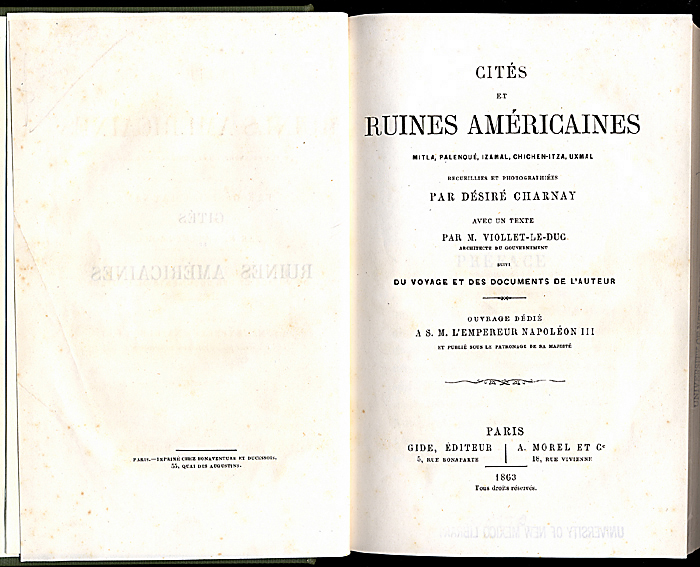 PARIS.—IMPRIMÉ CHEZ BONAVENTURE ET DUCESSOIS,
55, QUAI DES AUGUSTINS.
CITÉS
ET
RUINES AMÉRICAINES
MITLA, PALENQUÉ, IZAMAL, CHICHEN-ITZA, UXMAL
RECUEILLIES ET PHOTOGRAPHIÉES
PAR DÉSIRÉ CHARNAY
AVEC UN TEXTE
PAR M. VIOLLET-LE-DUC
ARCHITECTE DU GOUVERNEMENT
SUIVI
DU VOYAGE ET DES DOCUMENTS DE L'AUTEUR
OUVRAGE DÉDIÉ
A S. M. L'EMPEREUR NAPOLÉON III
ET PUBLIÉ SOUS LE PATRONAGE DE SA MAJESTÉ
PARIS
GIDE, ÉDITEUR
5, RUE BONAPARTE
A. MOREL ET Cᵉ
18, RUE VIVIENNE
1863
Tous droits réservés.
UNIVERSITY OF NEW MEXICO LIBRARY